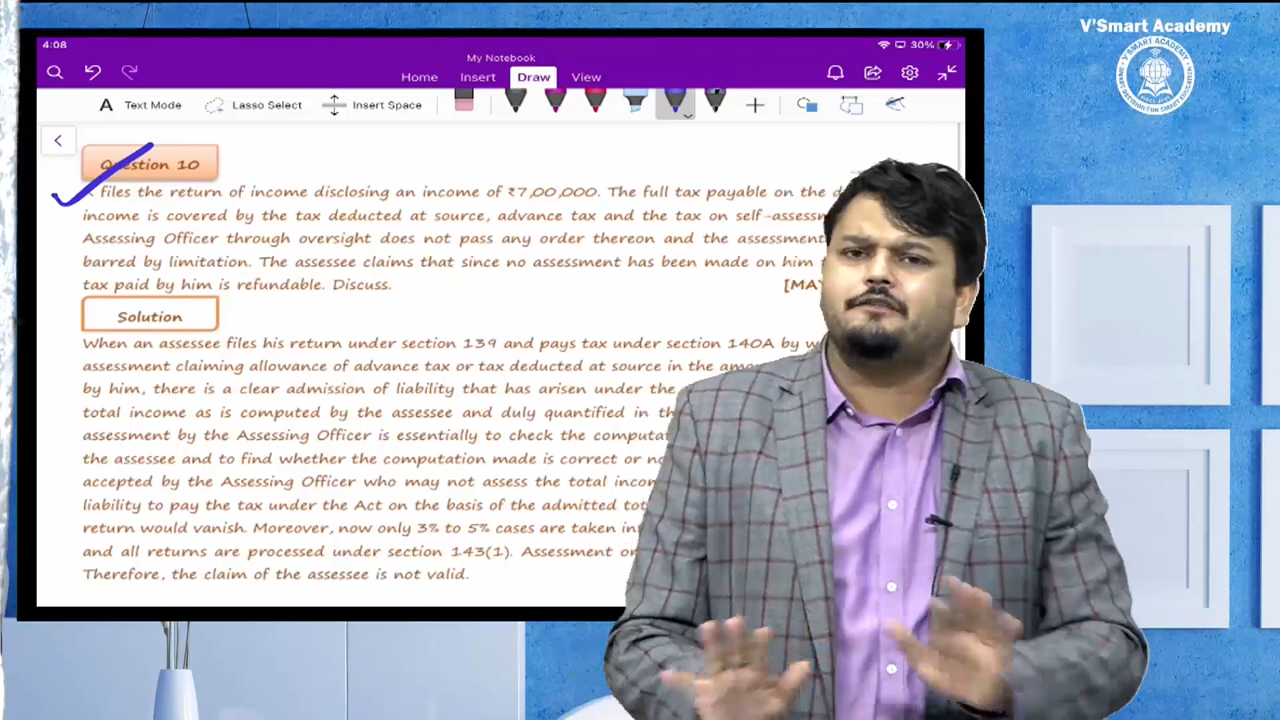 V'Smart Academy
4:08
30%
My Notebook
Home Insert Draw View
A Text Mode Lasso Select Insert Space
Question 10
files the return of income disclosing an income of ₹7,00,000. The full tax payable on the
income is covered by the tax deducted at source, advance tax and the tax on self-assessm
Assessing Officer through oversight does not pass any order thereon and the assessment
barred by limitation. The assessee claims that since no assessment has been made on him
tax paid by him is refundable. Discuss. [MAY
Solution
When an assessee files his return under section 139 and pays tax under section 140A by
assessment claiming allowance of advance tax or tax deducted at source in the
by him, there is a clear admission of liability that has arisen under the
total income as is computed by the assessee and duly quantified in
assessment by the Assessing Officer is essentially to check the
the assessee and to find whether the computation made is correct or
accepted by the Assessing Officer who may not assess the total
liability to pay the tax under the Act on the basis of the admitted
return would vanish. Moreover, now only 3% to 5% cases are taken
and all returns are processed under section 143(1). Assessment
Therefore, the claim of the assessee is not valid.